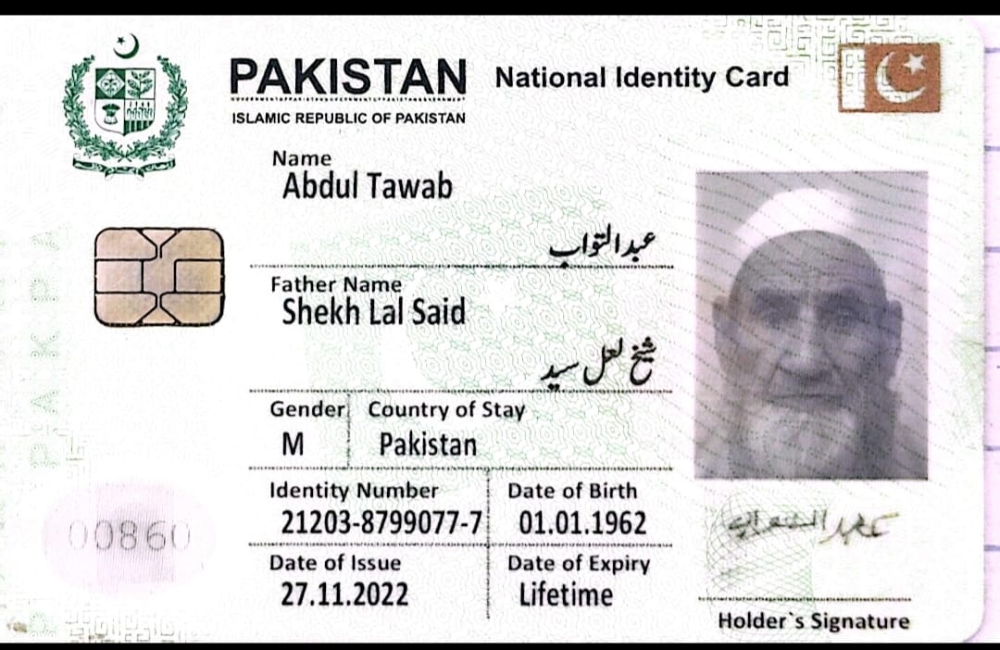 PAKISTAN National Identity Card
ISLAMIC REPUBLIC OF PAKISTAN
Name
Abdul Tawab
عبدالتواب
Father Name
Shekh Lal Said
شیخ لعل سید
Gender Country of Stay
M Pakistan
Identity Number Date of Birth
21203-8799077-7 01.01.1962
Date of Issue Date of Expiry
27.11.2022 Lifetime
00860
Holder`s Signature